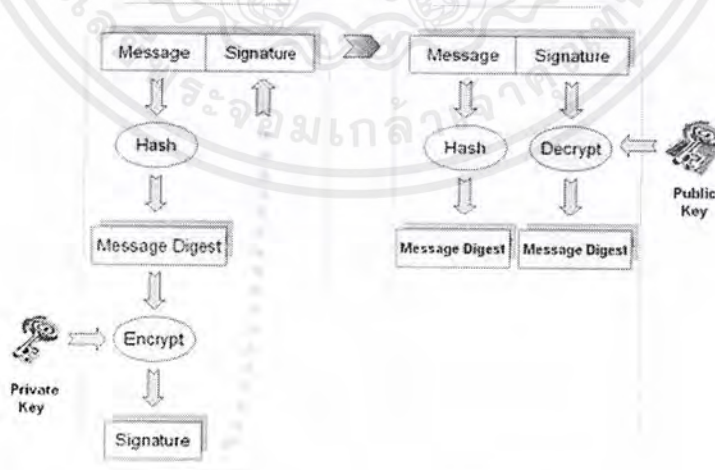 Message Signature
Message Signature
Hash
Hash
Decrypt
Public
Key
Message Digest
Message Digest
Message Digest
Encrypt
Private
Key
Signature